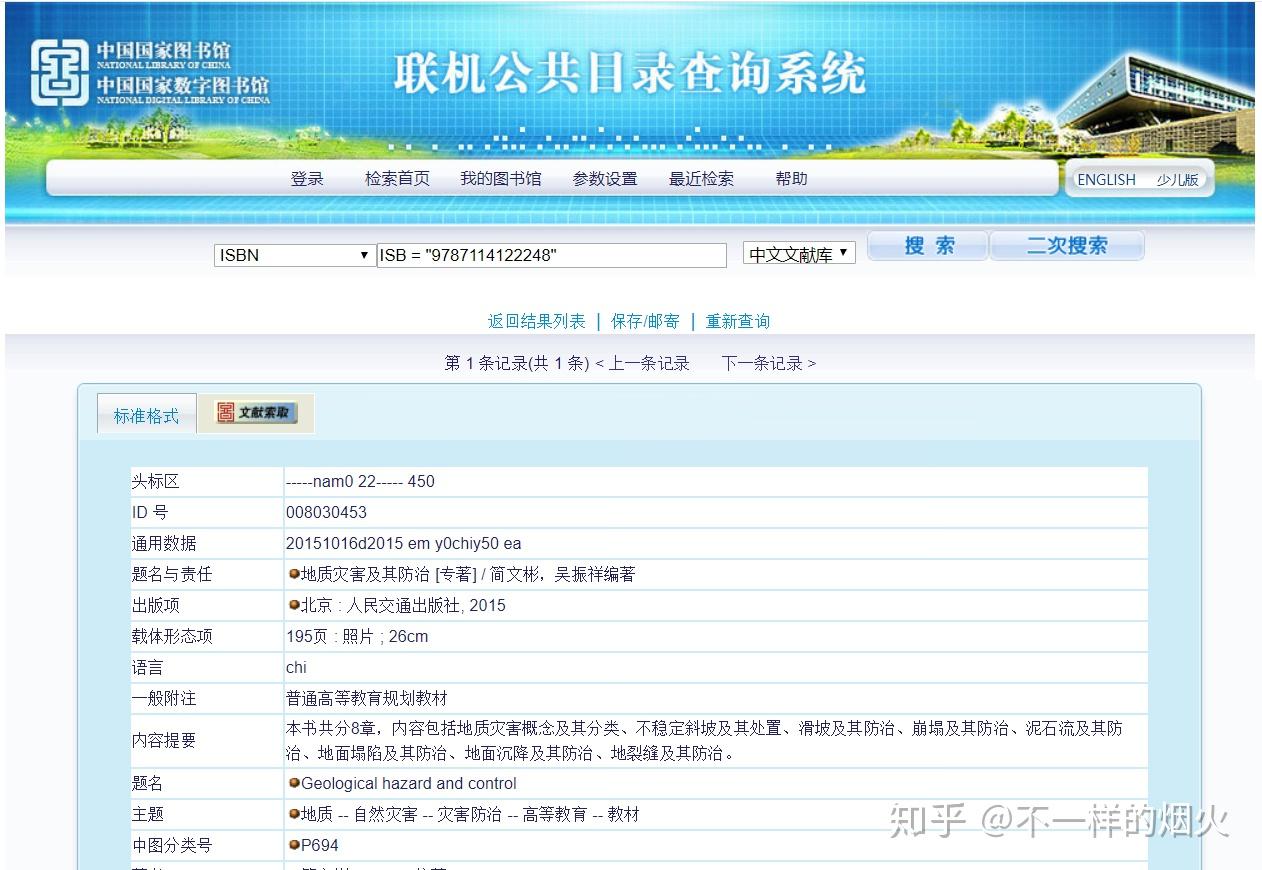 中国国家图书馆
NATIONAL LIBRARY OF CHINA
中国国家数字图书馆
NATIONAL DIGITAL LIBRARY OF CHINA
联机公共目录查询系统
登录 检索首页 我的图书馆 参数设置 最近检索 帮助 ENGLISH 少儿版
ISBN ISB = "9787114122248" 中文文献库 搜 索 二次搜索
返回结果列表 | 保存/邮寄 | 重新查询
第 1 条记录(共 1 条) < 上一条记录 下一条记录 >
标准格式 文献索取
头标区 -----nam0 22----- 450
ID 号 008030453
通用数据 20151016d2015 em y0chiy50 ea
题名与责任 地质灾害及其防治 [专著] / 简文彬，吴振祥编著
出版项 北京 : 人民交通出版社, 2015
载体形态项 195页 : 照片 ; 26cm
语言 chi
一般附注 普通高等教育规划教材
内容提要 本书共分8章，内容包括地质灾害概念及其分类、不稳定斜坡及其处置、滑坡及其防治、崩塌及其防治、泥石流及其防
治、地面塌陷及其防治、地面沉降及其防治、地裂缝及其防治。
题名 Geological hazard and control
主题 地质 -- 自然灾害 -- 灾害防治 -- 高等教育 -- 教材
中图分类号 P694
知乎 @不一样的烟火